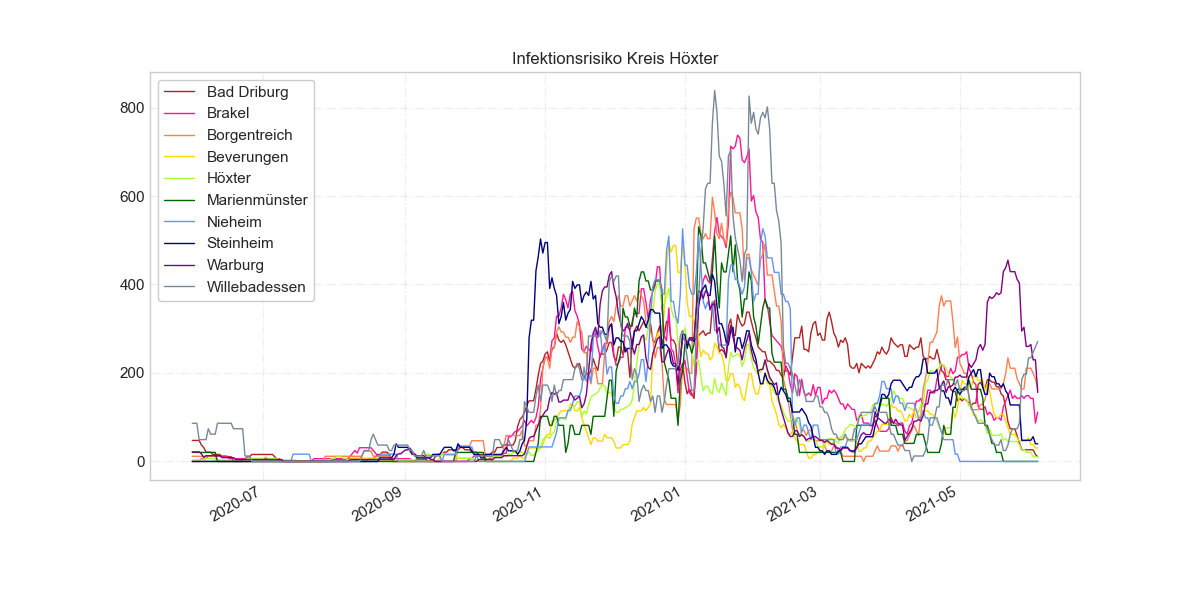 Infektionsrisiko Kreis Höxter
Bad Driburg
Brakel
Borgentreich
Beverungen
Höxter
Marienmünster
Nieheim
Steinheim
Warburg
Willebadessen
800
600
400
200
0
2020-07
2020-09
2020-11
2021-01
2021-03
2021-05